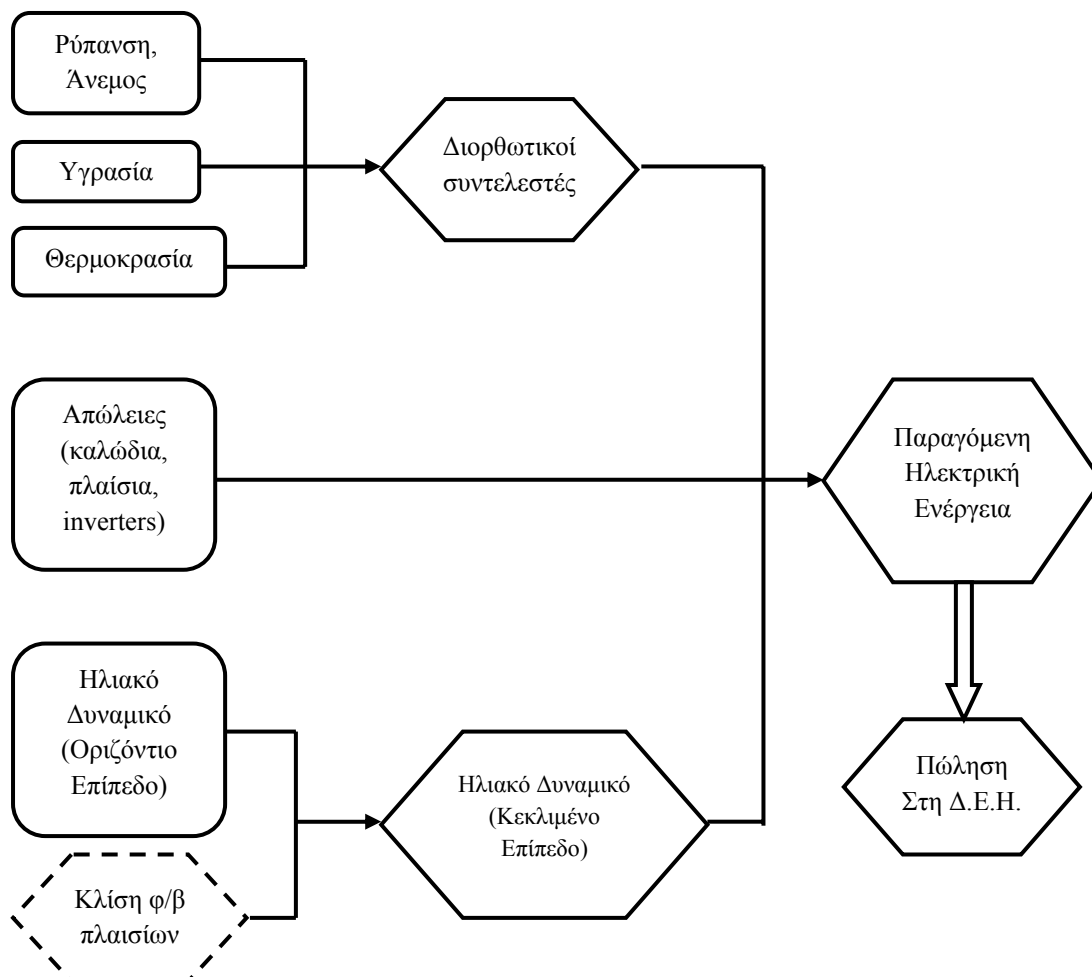 Ρύπανση,
Άνεμος
Υγρασία
Θερμοκρασία
Διορθωτικοί
συντελεστές
Απώλειες
(καλώδια,
πλαίσια,
inverters)
Παραγόμενη
Ηλεκτρική
Ενέργεια
Ηλιακό
Δυναμικό
(Οριζόντιο
Επίπεδο)
Κλίση φ/β
πλαισίων
Ηλιακό Δυναμικό
(Κεκλιμένο
Επίπεδο)
Πώληση
Στη Δ.Ε.Η.